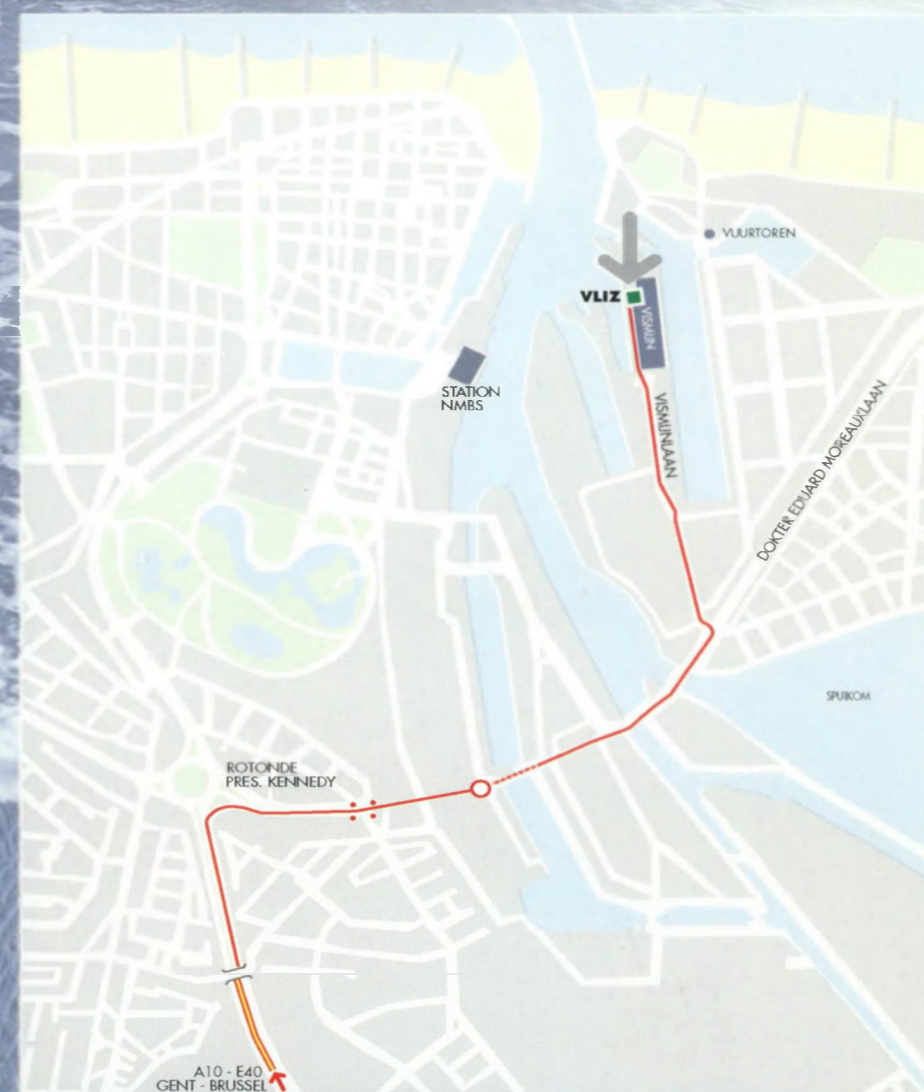 VUURTOREN
VLIZ
VISMIJN
STATION
NMBS
VISMIJNLAAN
DOKTER EDUARD MOREAUXLAAN
SPUIKOM
ROTONDE
PRES. KENNEDY
A10 - E40
GENT - BRUSSEL